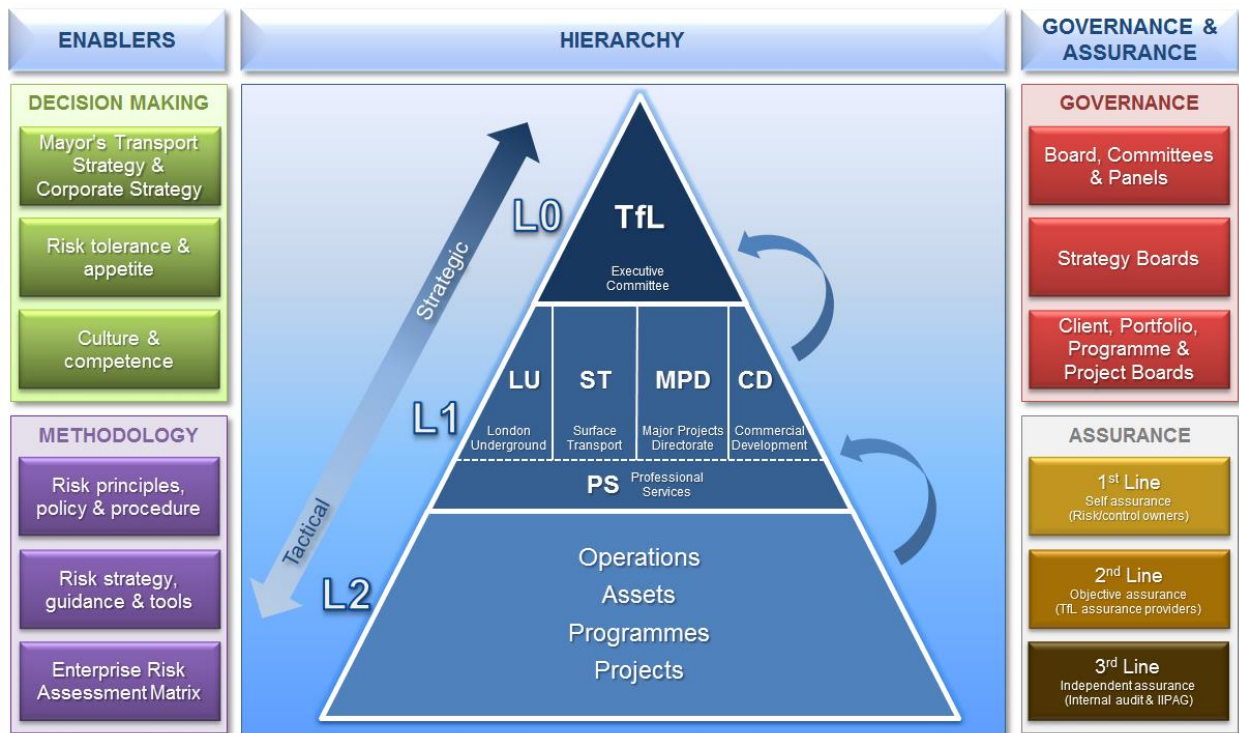 ENABLERS
HIERARCHY
GOVERNANCE &
ASSURANCE
DECISION MAKING
Mayor's Transport
Strategy &
Corporate Strategy
Risk tolerance &
appetite
Culture &
competence
METHODOLOGY
Risk principles,
policy & procedure
Risk strategy,
guidance & tools
Enterprise Risk
Assessment Matrix
Strategic
Tactical
L0
TfL
Executive
Committee
L1
LU
London
Underground
ST
Surface
Transport
MPD
Major Projects
Directorate
CD
Commercial
Development
PS
Professional
Services
L2
Operations
Assets
Programmes
Projects
GOVERNANCE
Board, Committees
& Panels
Strategy Boards
Client, Portfolio,
Programme &
Project Boards
ASSURANCE
1st Line
Self assurance
(Risk/control owners)
2nd Line
Objective assurance
(TfL assurance providers)
3rd Line
Independent assurance
(Internal audit & IIPAG)